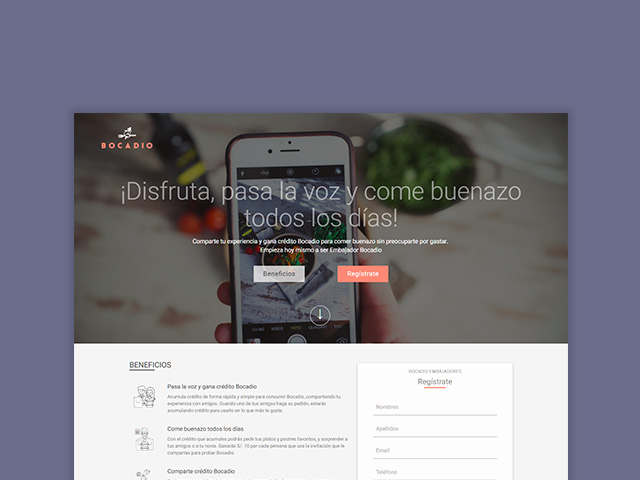 BOCADIO
¡Disfruta, pasa la voz y come buenazo
todos los días!
Comparte tu experiencia y gana crédito Bocadio para comer buenazo sin preocuparte por gastar.
Empieza hoy mismo a ser Embajador Bocadio
Beneficios
Regístrate
VIDEO
FOTO
BENEFICIOS
Pasa la voz y gana crédito Bocadio
Acumula crédito de forma rápida y simple para consumir Bocadio, compartiendo tu
experiencia con amigos. Cuando uno de tus amigos haga su pedido, estarás
acumulando crédito para usarlo en lo que más te guste.
Come buenazo todos los días
Con el crédito que acumules podrás pedir tus platos y postres favoritos, y sorprender a
tus amigos o a tu novia. Ganarás S/. 10 por cada persona que use tu invitación que le
compartas para probar Bocadio.
Comparte crédito Bocadio
BOCADIO EMBAJADORES
Regístrate
Nombres
Apellidos
Email
Teléfono